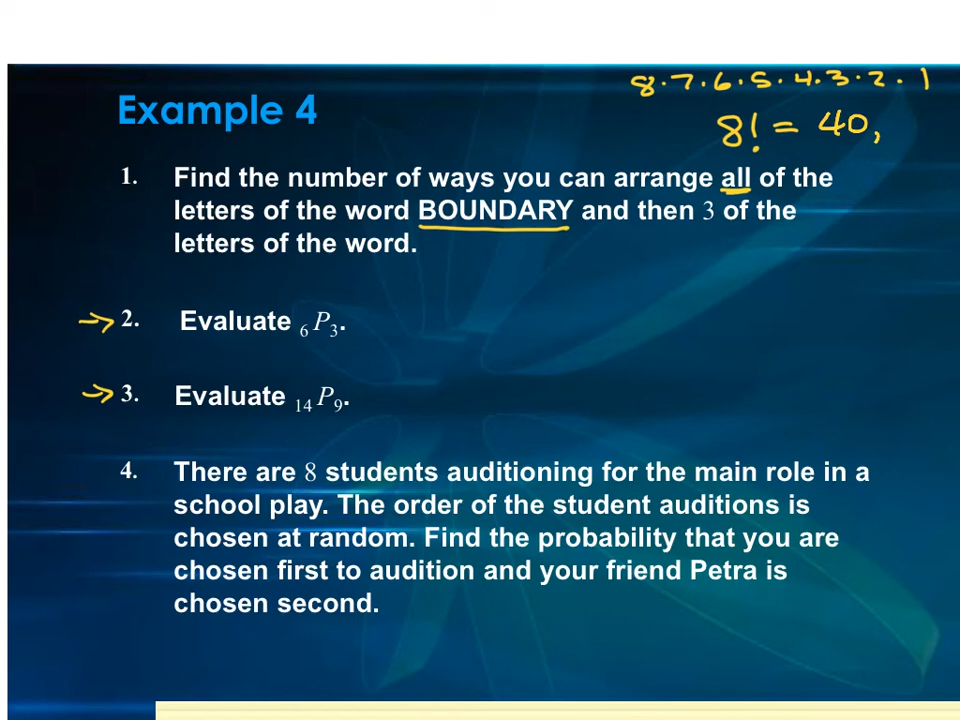 8·7·6·5·4·3·2·1
Example 4
8! = 40,
1. Find the number of ways you can arrange all of the
letters of the word BOUNDARY and then 3 of the
letters of the word.
→ 2. Evaluate ₆P₃.
→ 3. Evaluate ₁₄P₉.
4. There are 8 students auditioning for the main role in a
school play. The order of the student auditions is
chosen at random. Find the probability that you are
chosen first to audition and your friend Petra is
chosen second.